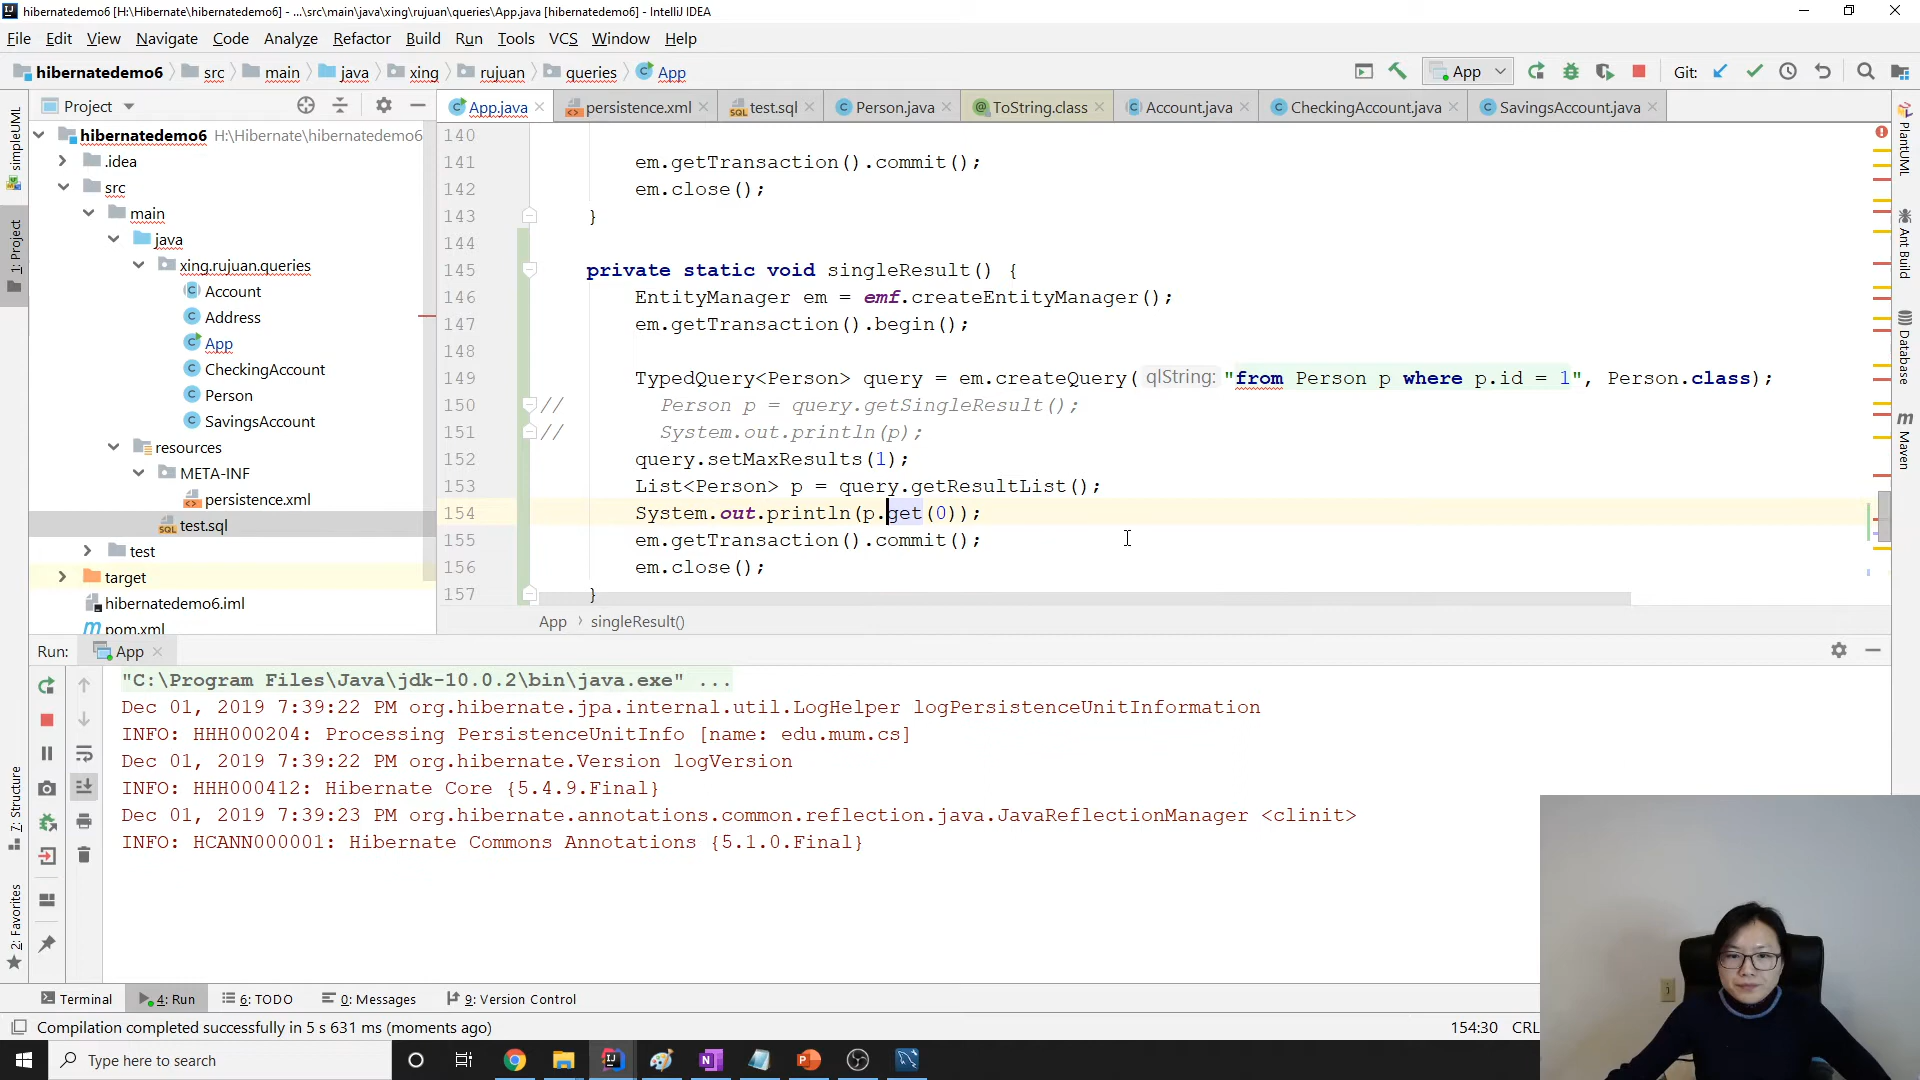 hibernatedemo6 [H:\Hibernate\hibernatedemo6] - ...\src\main\java\xing\rujuan\queries\App.java [hibernatedemo6] - IntelliJ IDEA
File Edit View Navigate Code Analyze Refactor Build Run Tools VCS Window Help
hibernatedemo6 src main java xing rujuan queries App
App
Git:
Project
App.java persistence.xml test.sql Person.java ToString.class Account.java CheckingAccount.java SavingsAccount.java
simpleUML
1: Project
7: Structure
2: Favorites
hibernatedemo6 H:\Hibernate\hibernatedemo6
.idea
src
main
java
xing.rujuan.queries
Account
Address
App
CheckingAccount
Person
SavingsAccount
resources
META-INF
persistence.xml
test.sql
test
target
hibernatedemo6.iml
pom.xml
140
141 em.getTransaction().commit();
142 em.close();
143 }
144
145 private static void singleResult() {
146 EntityManager em = emf.createEntityManager();
147 em.getTransaction().begin();
148
149 TypedQuery<Person> query = em.createQuery( qlString: "from Person p where p.id = 1", Person.class);
150 // Person p = query.getSingleResult();
151 // System.out.println(p);
152 query.setMaxResults(1);
153 List<Person> p = query.getResultList();
154 System.out.println(p.get(0));
155 em.getTransaction().commit();
156 em.close();
157 }
App › singleResult()
PlantUML
Ant Build
Database
Maven
Run: App
"C:\Program Files\Java\jdk-10.0.2\bin\java.exe" ...
Dec 01, 2019 7:39:22 PM org.hibernate.jpa.internal.util.LogHelper logPersistenceUnitInformation
INFO: HHH000204: Processing PersistenceUnitInfo [name: edu.mum.cs]
Dec 01, 2019 7:39:22 PM org.hibernate.Version logVersion
INFO: HHH000412: Hibernate Core {5.4.9.Final}
Dec 01, 2019 7:39:23 PM org.hibernate.annotations.common.reflection.java.JavaReflectionManager <clinit>
INFO: HCANN000001: Hibernate Commons Annotations {5.1.0.Final}
Terminal 4: Run 6: TODO 0: Messages 9: Version Control
Compilation completed successfully in 5 s 631 ms (moments ago)
154:30 CRL
Type here to search